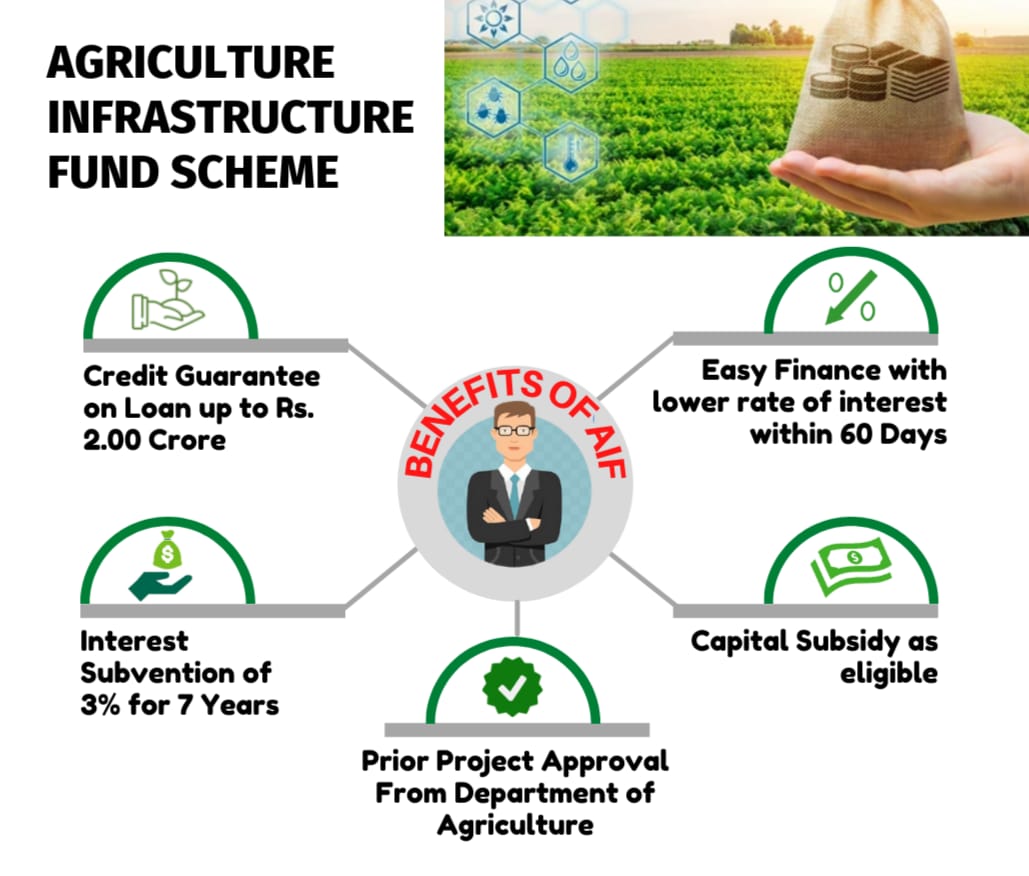 AGRICULTURE
INFRASTRUCTURE
FUND SCHEME
BENEFITS OF AIF
Credit Guarantee
on Loan up to Rs.
2.00 Crore
Easy Finance with
lower rate of interest
within 60 Days
Interest
Subvention of
3% for 7 Years
Capital Subsidy as
eligible
Prior Project Approval
From Department of
Agriculture